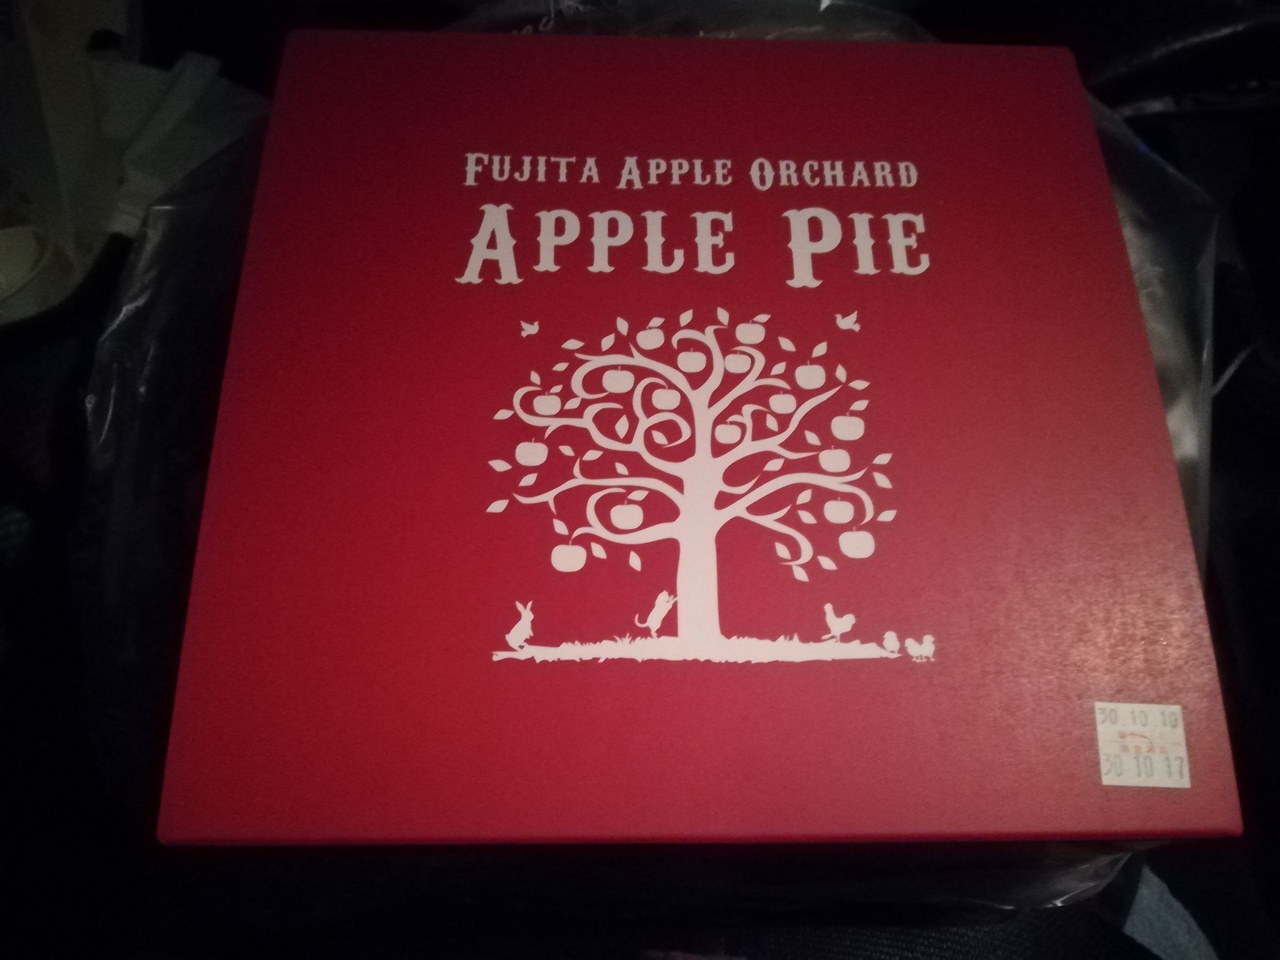 Fujita Apple Orchard
Apple Pie
30.10.10
30 10 17